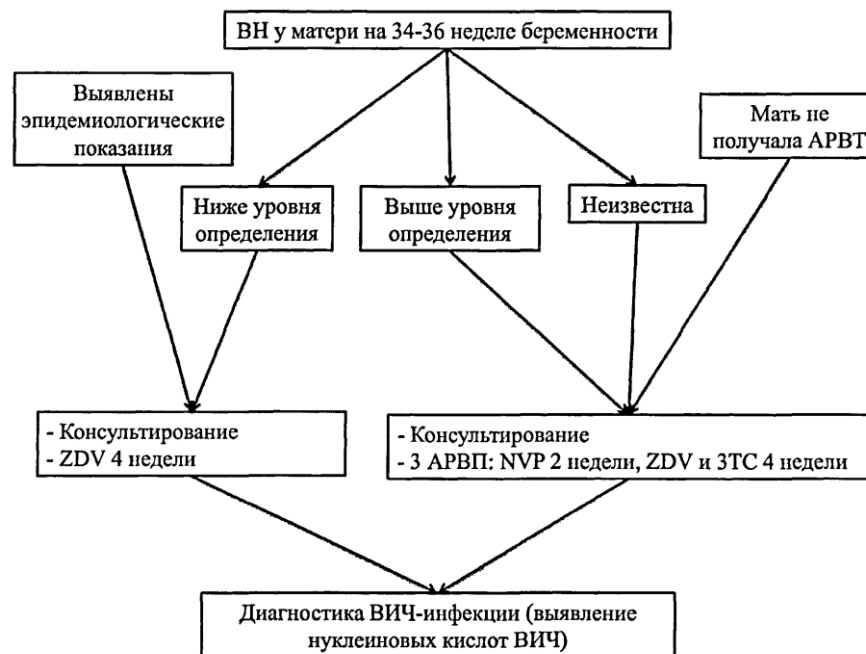 ВН у матери на 34-36 неделе беременности
Выявлены
эпидемиологические
показания
Мать не
получала АРВТ
Ниже уровня
определения
Выше уровня
определения
Неизвестна
- Консультирование
- ZDV 4 недели
- Консультирование
- 3 АРВП: NVP 2 недели, ZDV и 3ТС 4 недели
Диагностика ВИЧ-инфекции (выявление
нуклеиновых кислот ВИЧ)